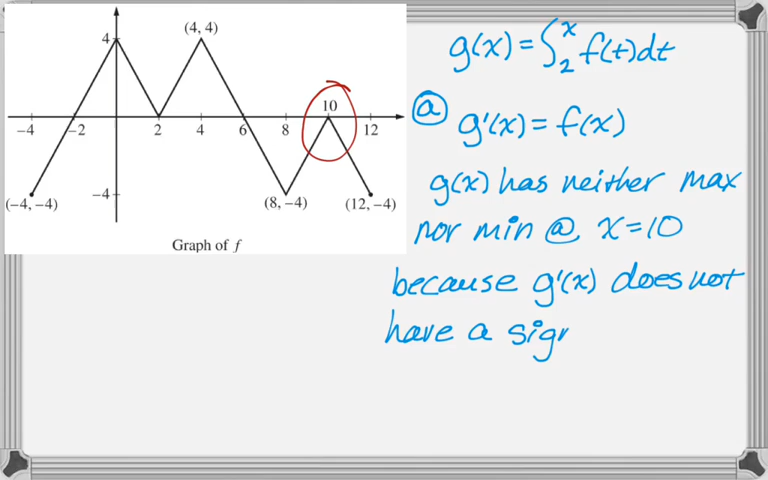 g(x) = ∫₂ˣ f(t)dt
(4, 4)
4
10
−4
−2
2
4
6
8
12
−4
(−4, −4)
(8, −4)
(12, −4)
Graph of f
ⓐ g'(x) = f(x)
g(x) has neither max
nor min @ x=10
because g'(x) does not
have a sign